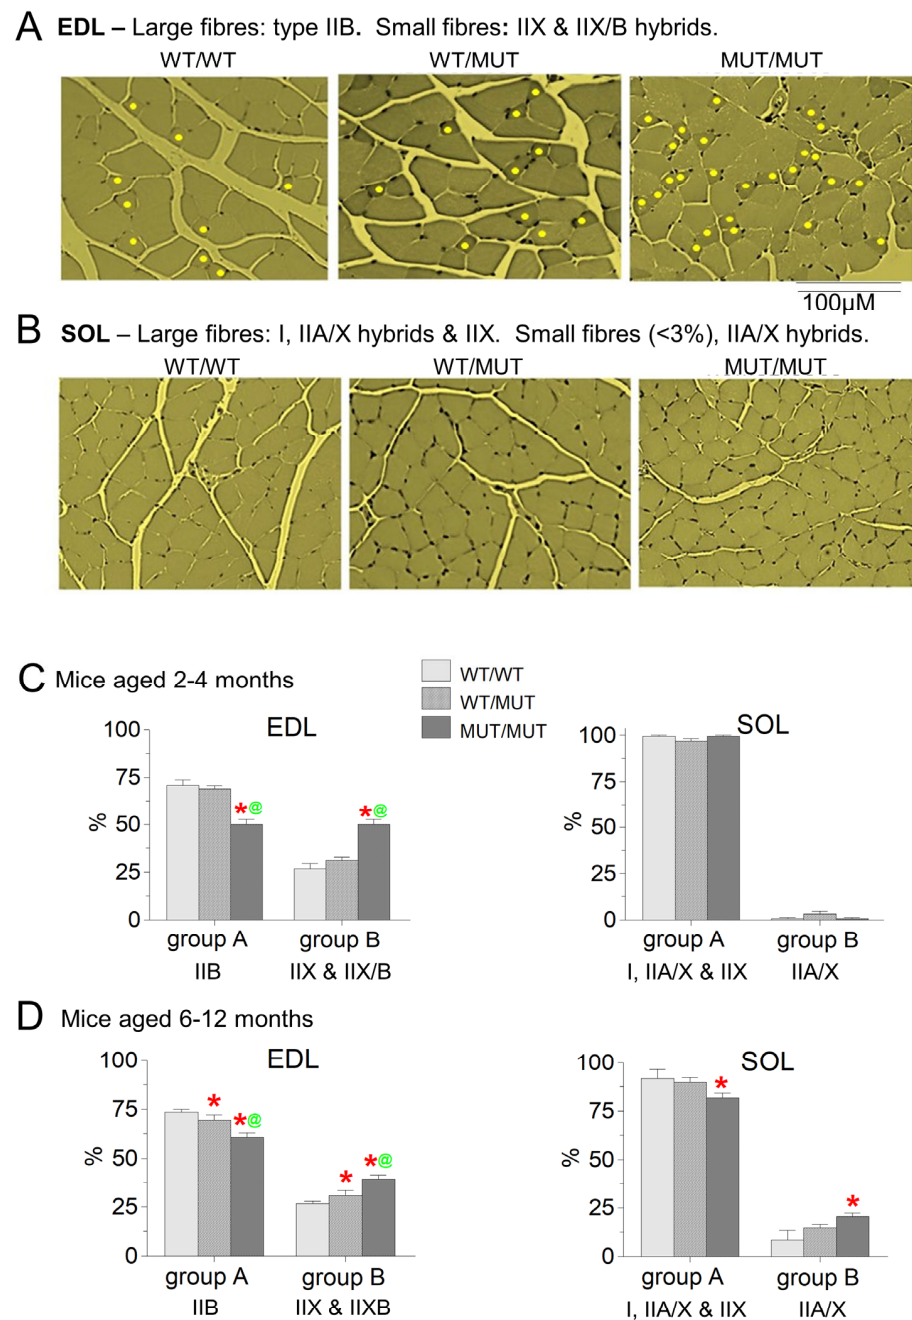 A EDL – Large fibres: type IIB. Small fibres: IIX & IIX/B hybrids.
WT/WT WT/MUT MUT/MUT
100µM
B SOL – Large fibres: I, IIA/X hybrids & IIX. Small fibres (<3%), IIA/X hybrids.
WT/WT WT/MUT MUT/MUT
C Mice aged 2-4 months
WT/WT
WT/MUT
MUT/MUT
EDL
100
75
50
25
0
%
*@
*@
group A group B
IIB IIX & IIX/B
SOL
100
75
50
25
0
%
group A group B
I, IIA/X & IIX IIA/X
D Mice aged 6-12 months
EDL
100
75
50
25
0
%
*
*@
*
*@
group A group B
IIB IIX & IIXB
SOL
100
75
50
25
0
%
*
*
group A group B
I, IIA/X & IIX IIA/X